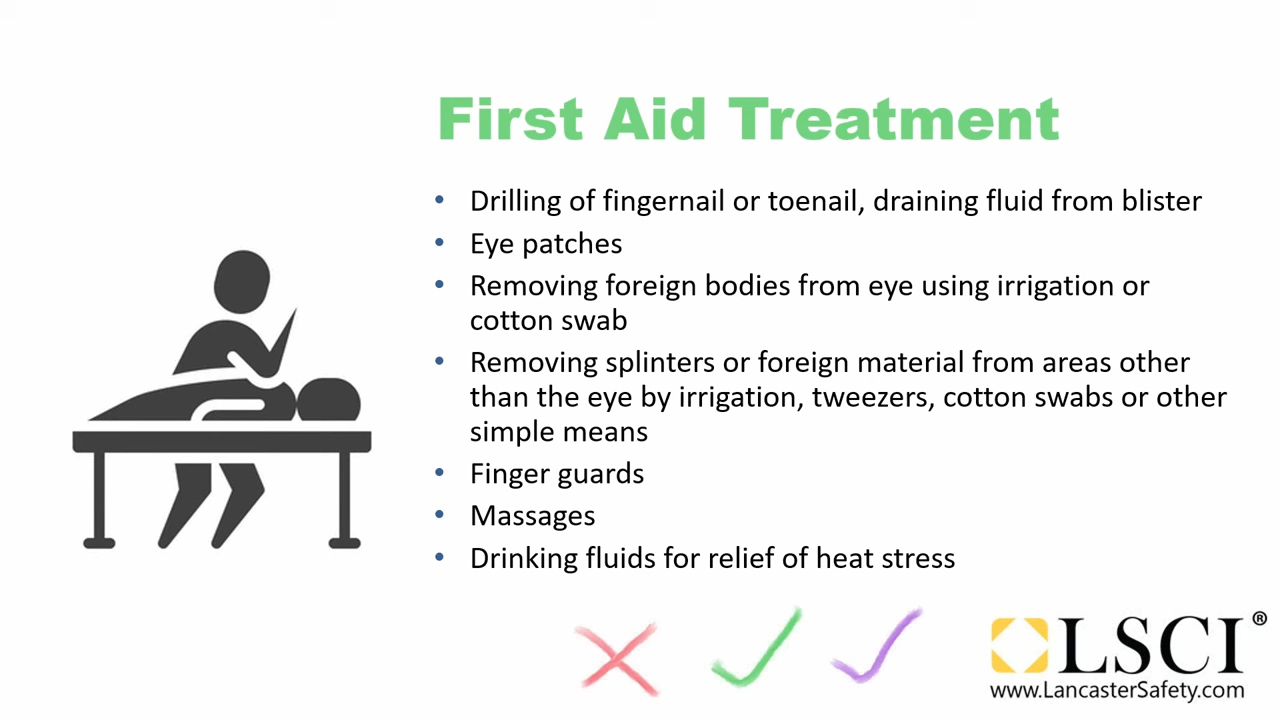 First Aid Treatment
• Drilling of fingernail or toenail, draining fluid from blister
• Eye patches
• Removing foreign bodies from eye using irrigation or
cotton swab
• Removing splinters or foreign material from areas other
than the eye by irrigation, tweezers, cotton swabs or other
simple means
• Finger guards
• Massages
• Drinking fluids for relief of heat stress
LSCI®
www.LancasterSafety.com